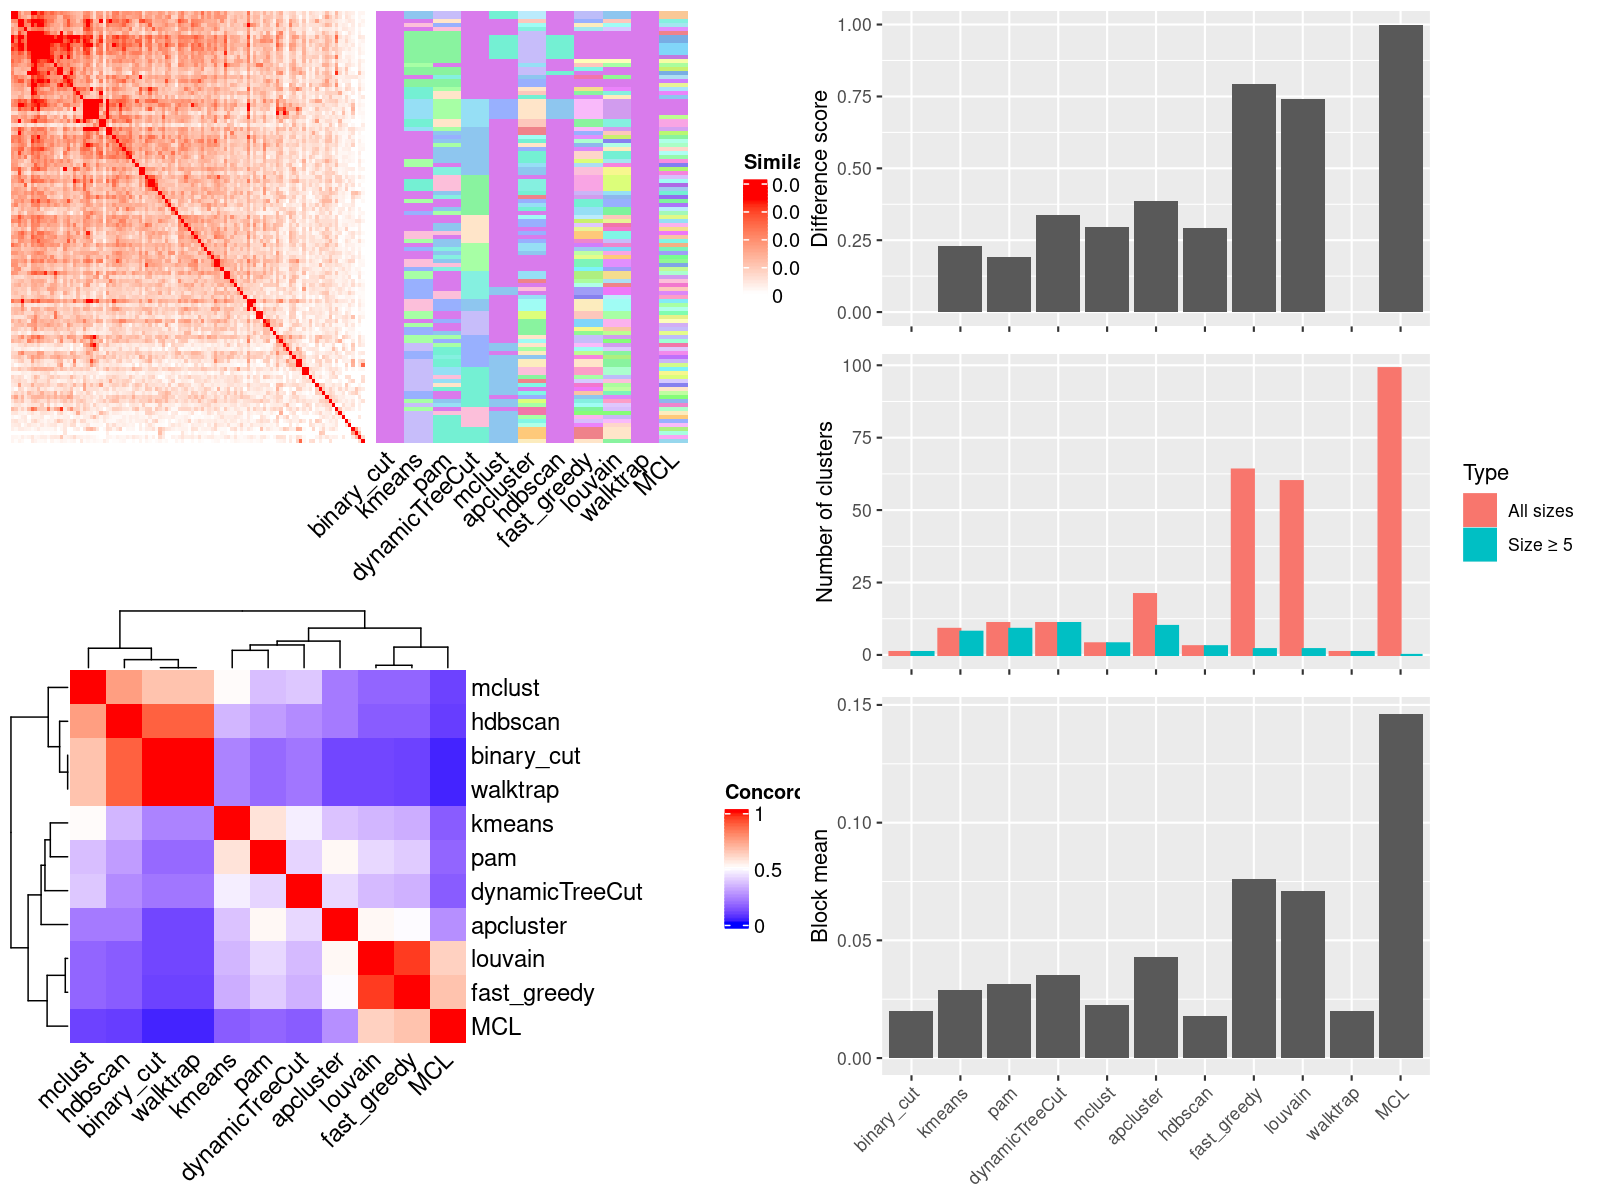 Simila
0.0
0.0
0.0
0.0
0
binary_cut
kmeans
pam
dynamicTreeCut
mclust
apcluster
hdbscan
fast_greedy
louvain
walktrap
MCL
Difference score
1.00
0.75
0.50
0.25
0.00
Number of clusters
100
75
50
25
0
Type
All sizes
Size ≥ 5
mclust
hdbscan
binary_cut
walktrap
kmeans
pam
dynamicTreeCut
apcluster
louvain
fast_greedy
MCL
mclust
hdbscan
binary_cut
walktrap
kmeans
pam
dynamicTreeCut
apcluster
louvain
fast_greedy
MCL
Concord
1
0.5
0
Block mean
0.15
0.10
0.05
0.00
binary_cut
kmeans
pam
dynamicTreeCut
mclust
apcluster
hdbscan
fast_greedy
louvain
walktrap
MCL